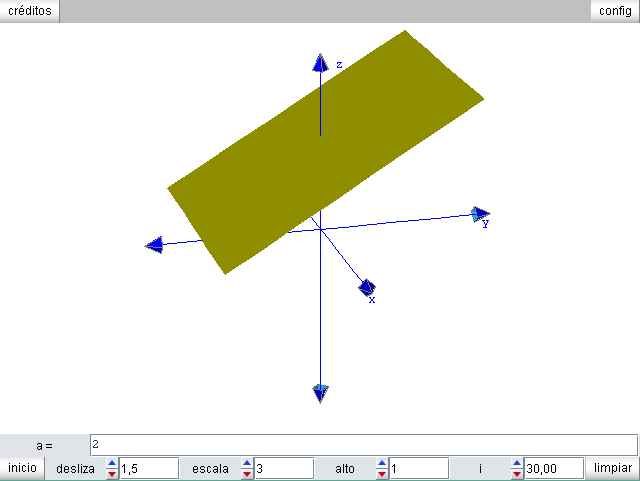 créditos config
z
y
x
a = 2
inicio desliza 1,5 escala 3 alto 1 i 30,00 limpiar